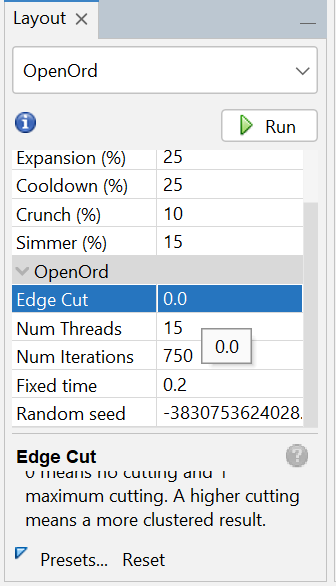 Layout
OpenOrd
Run
Expansion (%) 25
Cooldown (%) 25
Crunch (%) 10
Simmer (%) 15
OpenOrd
Edge Cut 0.0
Num Threads 15
0.0
Num Iterations 750
Fixed time 0.2
Random seed -3830753624028.
Edge Cut
0 means no cutting and 1
maximum cutting. A higher cutting
means a more clustered result.
Presets... Reset